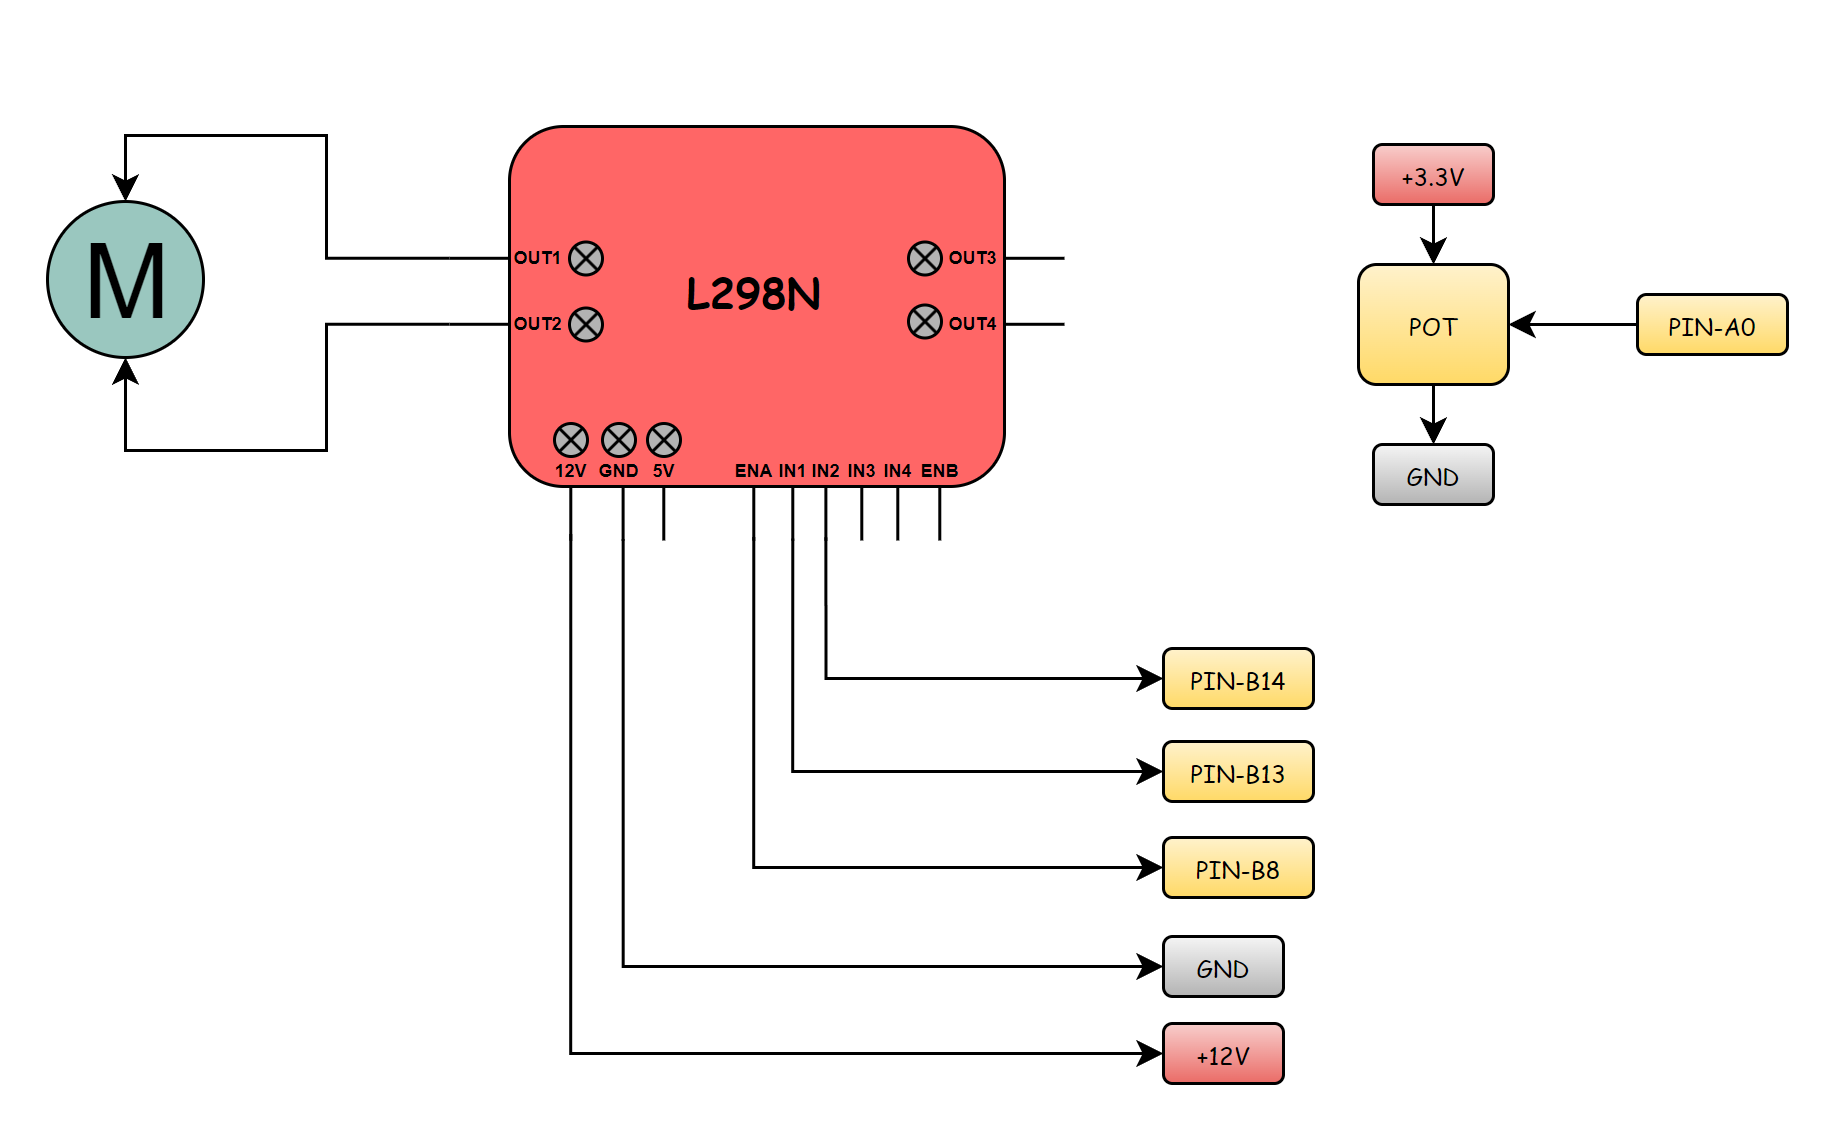 M
OUT1
OUT2
L298N
OUT3
OUT4
12V GND 5V ENA IN1 IN2 IN3 IN4 ENB
+3.3V
POT
PIN-A0
GND
PIN-B14
PIN-B13
PIN-B8
GND
+12V